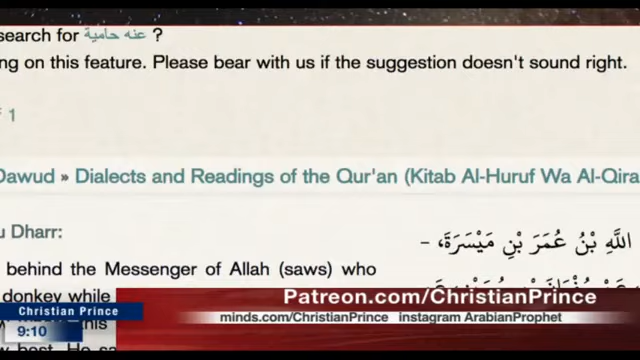 search for عنه حامية ?
ng on this feature. Please bear with us if the suggestion doesn't sound right.
1
Dawud » Dialects and Readings of the Qur'an (Kitab Al-Huruf Wa Al-Qira
u Dharr:
اللَّهِ بْنُ عُمَرَ بْنِ مَيْسَرَةَ، -
behind the Messenger of Allah (saws) who
donkey while
Patreon.com/ChristianPrince
Christian Prince
minds.com/ChristianPrince instagram ArabianProphet
9:10